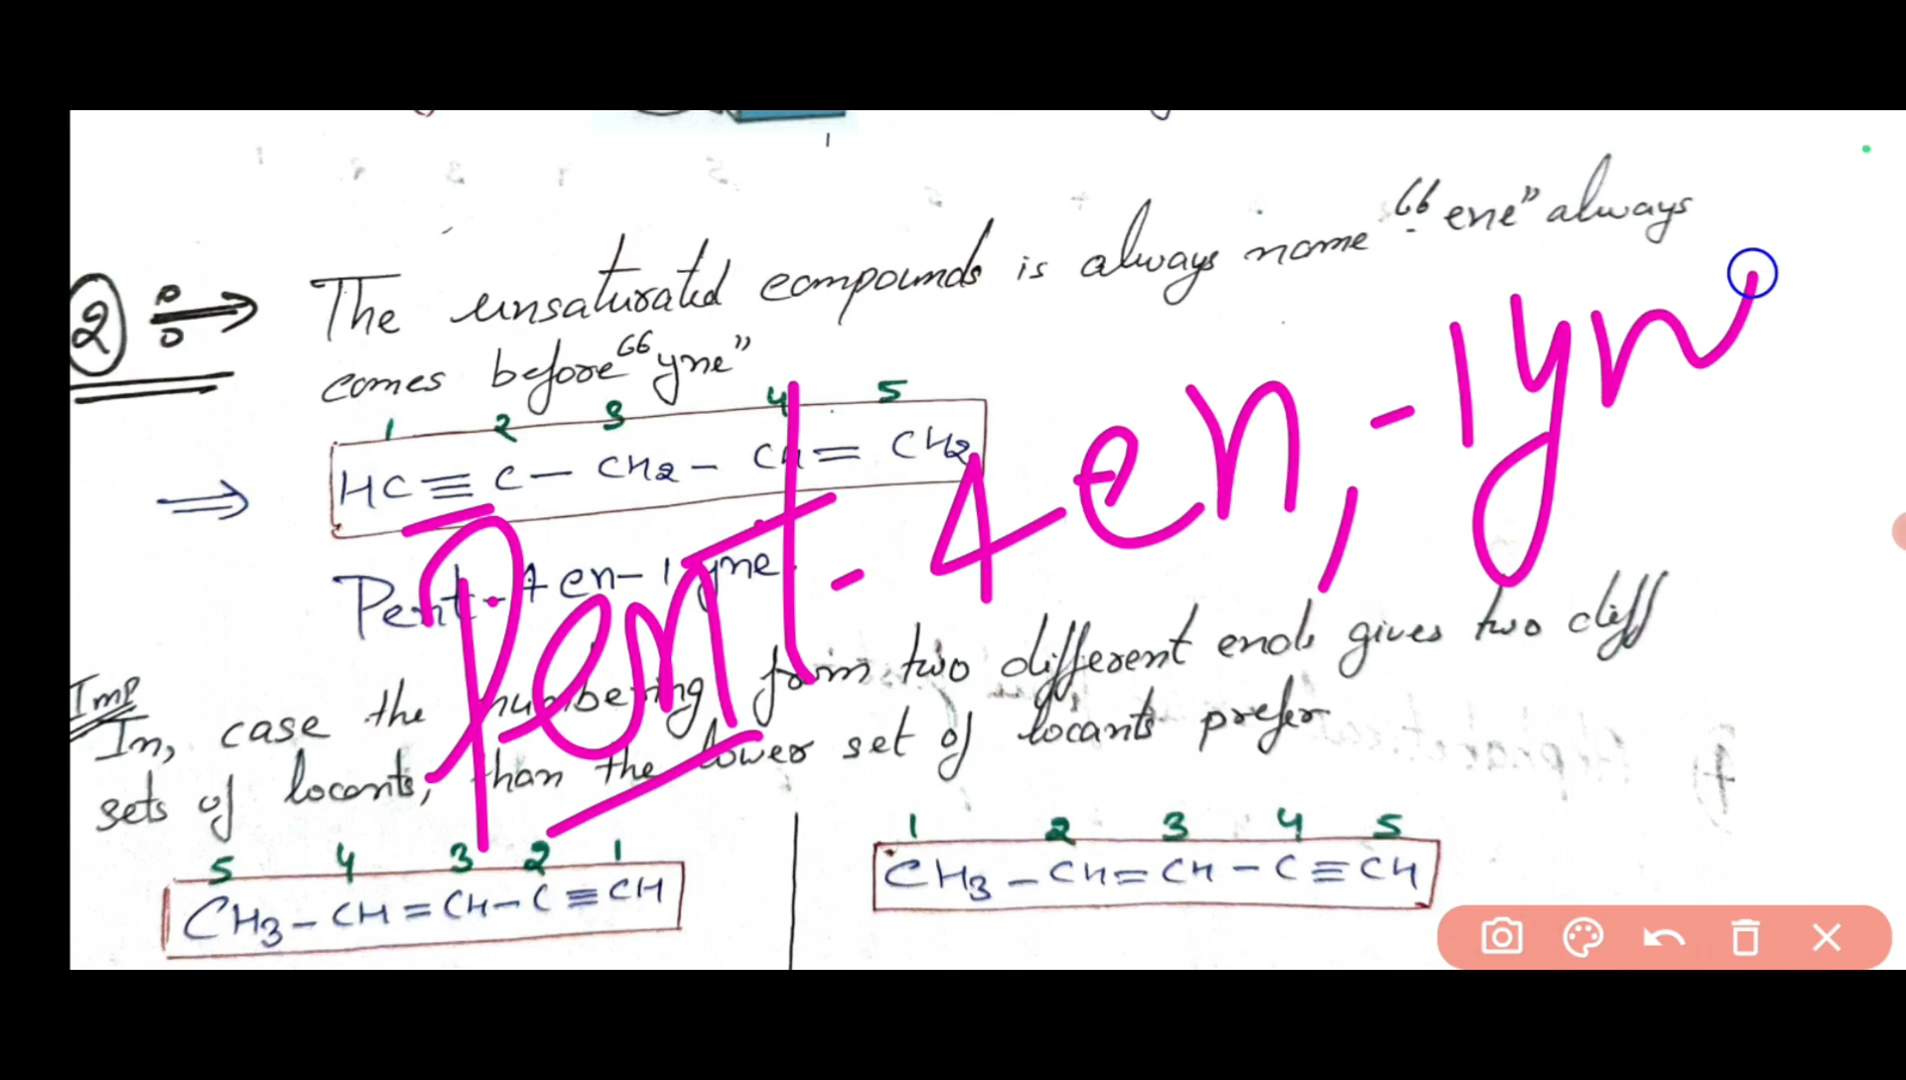 ② ⇒ The unsaturated compounds is always name "ene" always
comes before "yne"
1 2 3 4 5
⇒ HC ≡ C — CH2 — CH = CH2
Pent-4en-1yne
Pent-4en,-1yn
Imp
In, case the numbering from two different ends gives two diff
sets of locants, than the lower set of locants prefer
5 4 3 2 1
CH3 — CH = CH — C ≡ CH
1 2 3 4 5
CH3 — CH = CH — C ≡ CH